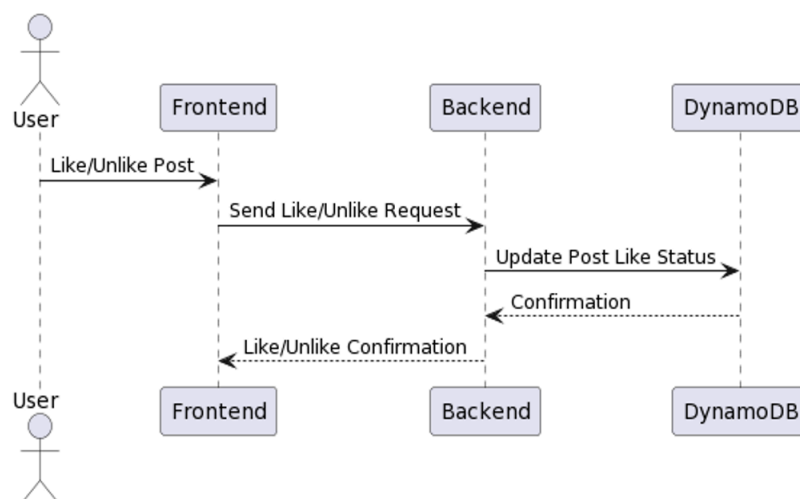 User
Frontend
Backend
DynamoDB
Like/Unlike Post
Send Like/Unlike Request
Update Post Like Status
Confirmation
Like/Unlike Confirmation
User
Frontend
Backend
DynamoDB